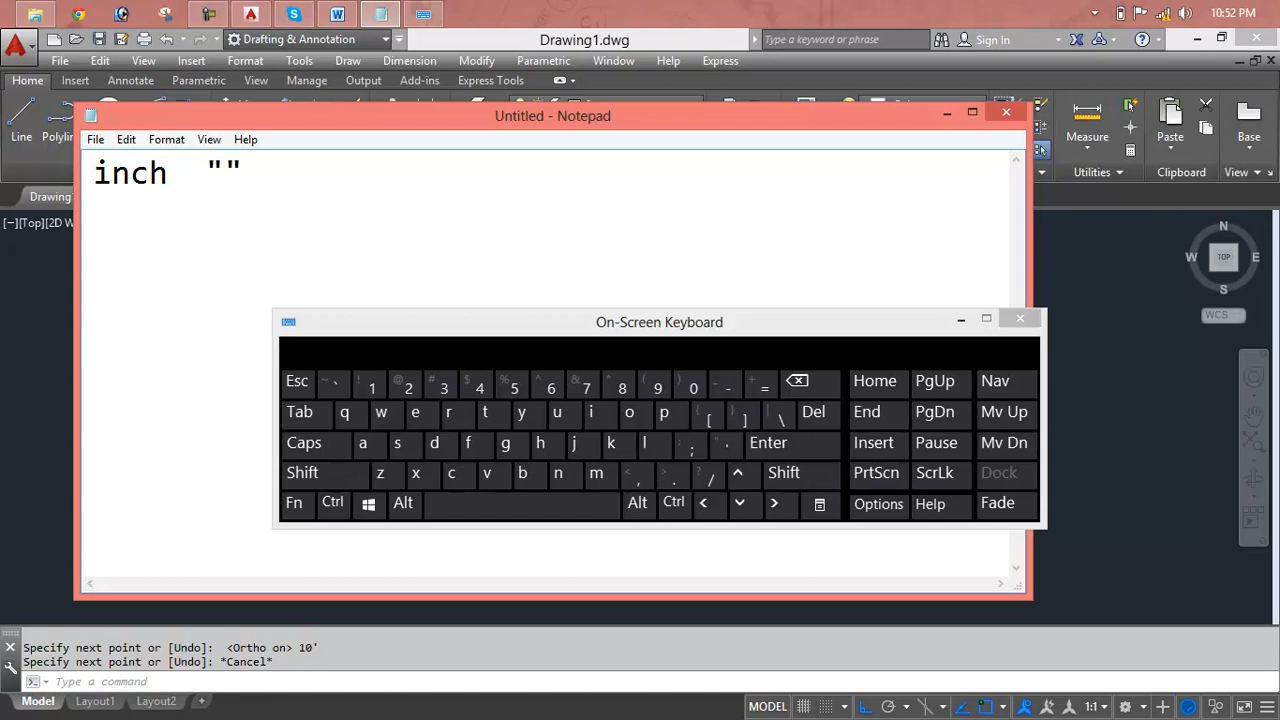 10:52 PM
Drafting & Annotation
Drawing1.dwg
Type a keyword or phrase
Sign In
File Edit View Insert Format Tools Draw Dimension Modify Parametric Window Help Express
Home Insert Annotate Parametric View Manage Output Add-ins Express Tools
Untitled - Notepad
Line
Polylin
Measure
Paste
Base
File Edit Format View Help
Utilities
Clipboard
View
inch ""
Drawing
[−][Top][2D W
N
W TOP E
S
WCS
On-Screen Keyboard
Esc ~ ` ! 1 @ 2 # 3 $ 4 % 5 ^ 6 & 7 * 8 ( 9 ) 0 _ - + = Home PgUp Nav
Tab q w e r t y u i o p { [ } ] | \ Del End PgDn Mv Up
Caps a s d f g h j k l : ; " ' Enter Insert Pause Mv Dn
Shift z x c v b n m < , > . ? / ^ Shift PrtScn ScrLk Dock
Fn Ctrl Alt Alt Ctrl < > Options Help Fade
Specify next point or [Undo]: <Ortho on> 10'
Specify next point or [Undo]: *Cancel*
Type a command
Model Layout1 Layout2 +
MODEL
1:1